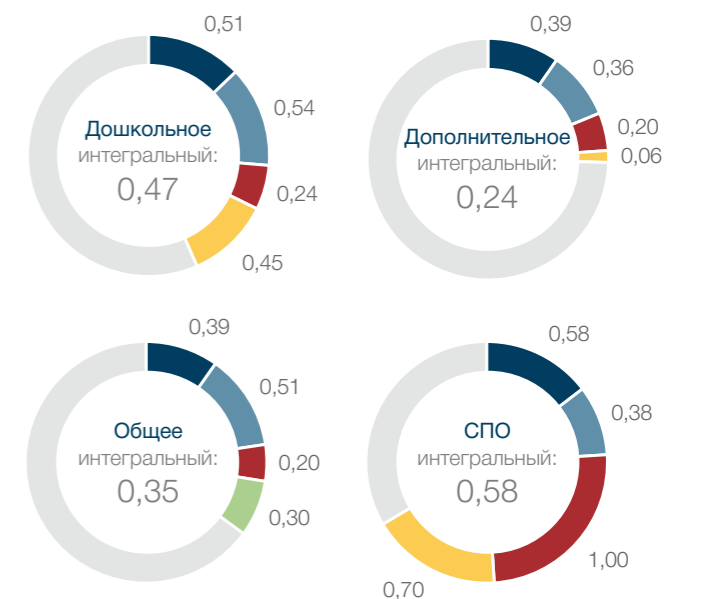 0,51
0,54
0,24
0,45
Дошкольное
интегральный:
0,47
0,39
0,36
0,20
0,06
Дополнительное
интегральный:
0,24
0,39
0,51
0,20
0,30
Общее
интегральный:
0,35
0,58
0,38
1,00
0,70
СПО
интегральный:
0,58